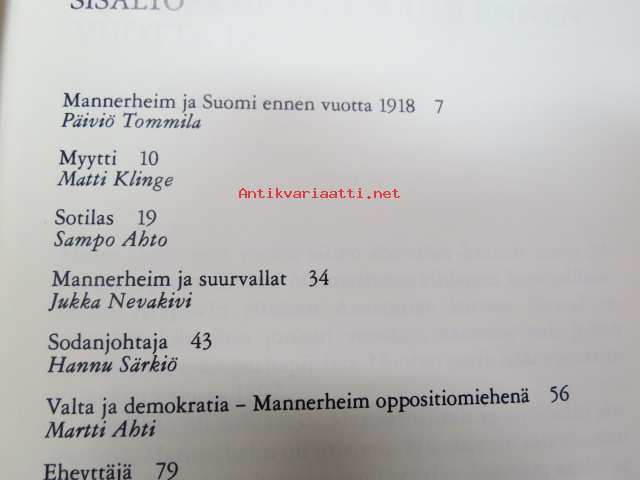 SISÄLTÖ
Mannerheim ja Suomi ennen vuotta 1918 7
Päiviö Tommila
Myytti 10
Matti Klinge
Antikvariaatti.net
Sotilas 19
Sampo Ahto
Mannerheim ja suurvallat 34
Jukka Nevakivi
Sodanjohtaja 43
Hannu Särkiö
Valta ja demokratia – Mannerheim oppositiomiehenä 56
Martti Ahti
Eheyttäjä 79